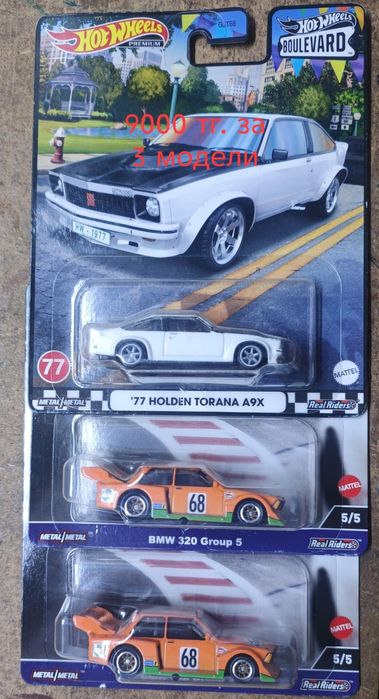 HOT WHEELS
PREMIUM
GJT68
HOT WHEELS
BOULEVARD
9000 тг. за
3 модели
HW - 1977
77
MATTEL
METAL/METAL
'77 HOLDEN TORANA A9X
Real Riders
68
MATTEL
5/5
METAL/METAL
BMW 320 Group 5
Real Riders
68
MATTEL
5/5
METAL/METAL
Real Riders